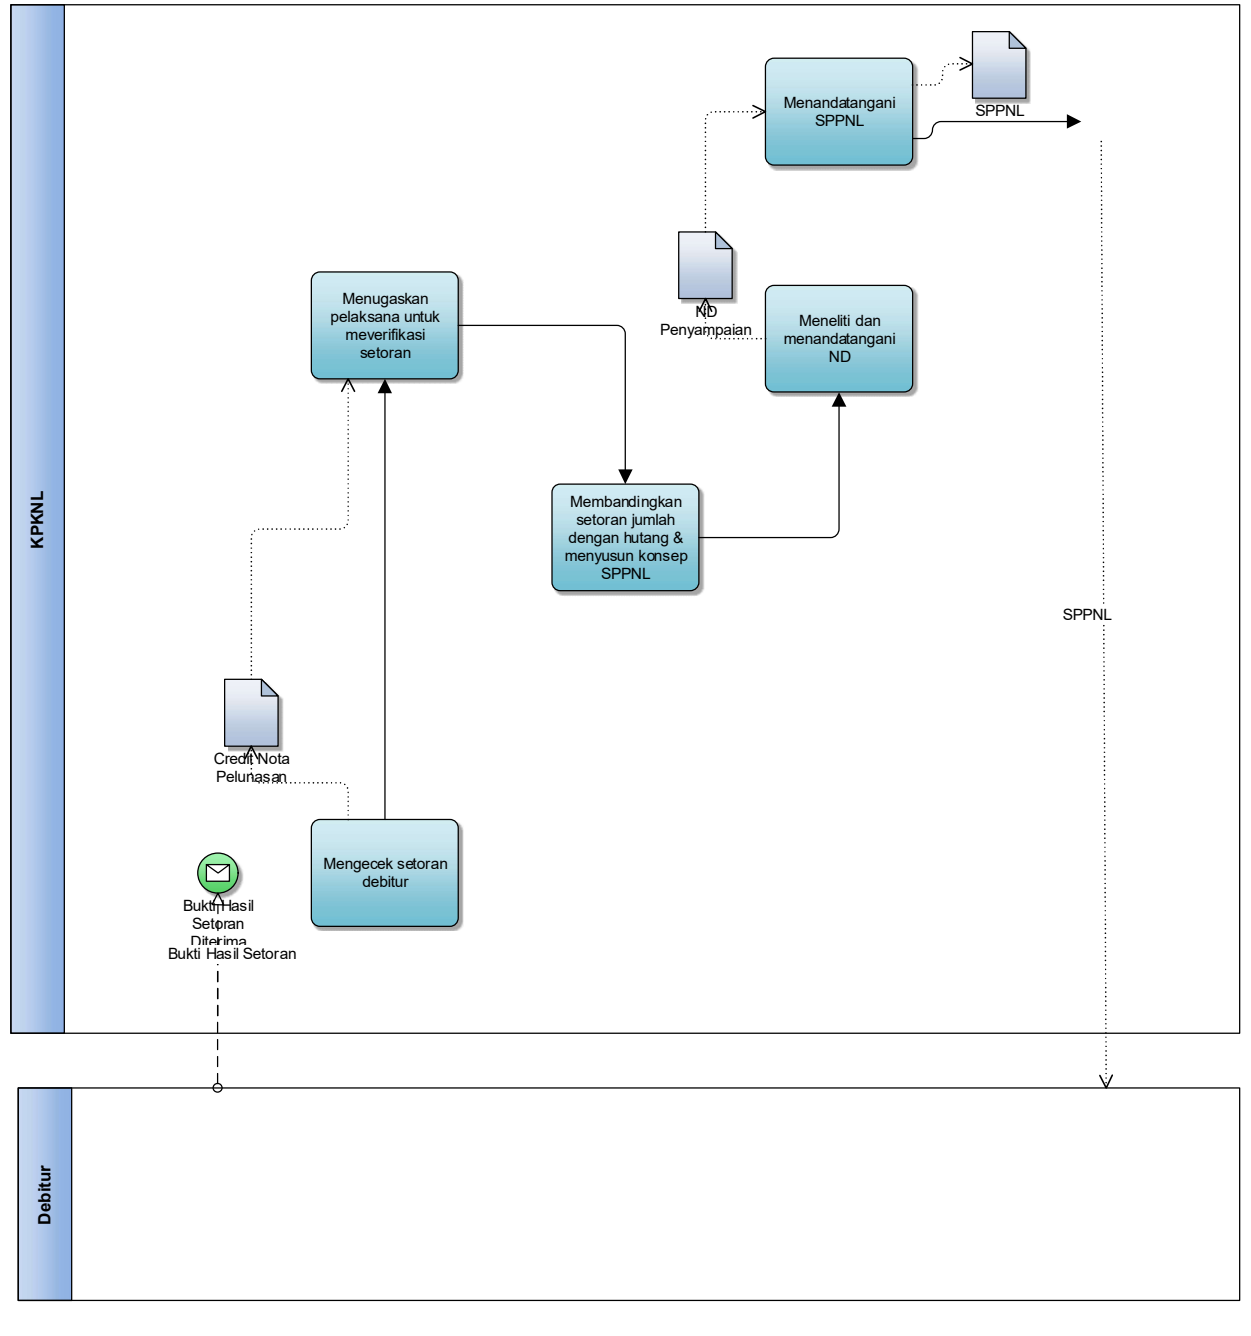 KPKNL
Menandatangani
SPPNL
SPPNL
ND
Penyampaian
Meneliti dan
menandatangani
ND
Menugaskan
pelaksana untuk
meverifikasi
setoran
Membandingkan
setoran jumlah
dengan hutang &
menyusun konsep
SPPNL
SPPNL
Credit Nota
Pelunasan
Mengecek setoran
debitur
Bukti Hasil
Setoran
Diterima
Bukti Hasil Setoran
Debitur